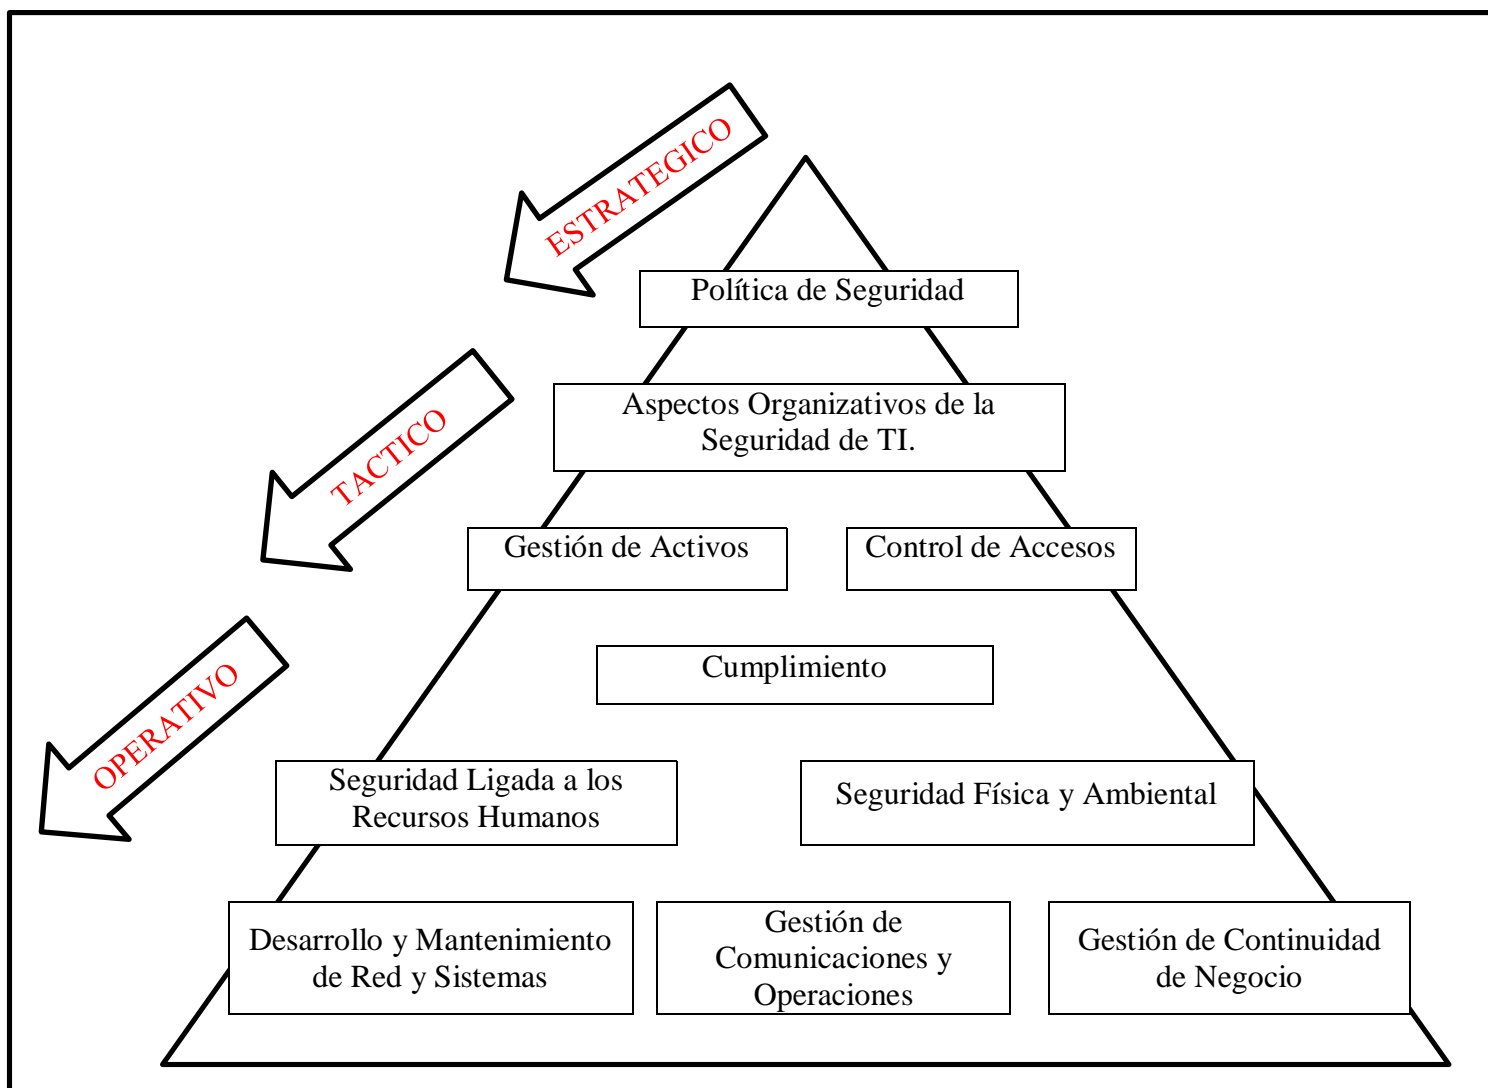 ESTRATEGICO
Política de Seguridad
Aspectos Organizativos de la
Seguridad de TI.
TACTICO
Gestión de Activos
Control de Accesos
Cumplimiento
OPERATIVO
Seguridad Ligada a los
Recursos Humanos
Seguridad Física y Ambiental
Desarrollo y Mantenimiento
de Red y Sistemas
Gestión de
Comunicaciones y
Operaciones
Gestión de Continuidad
de Negocio